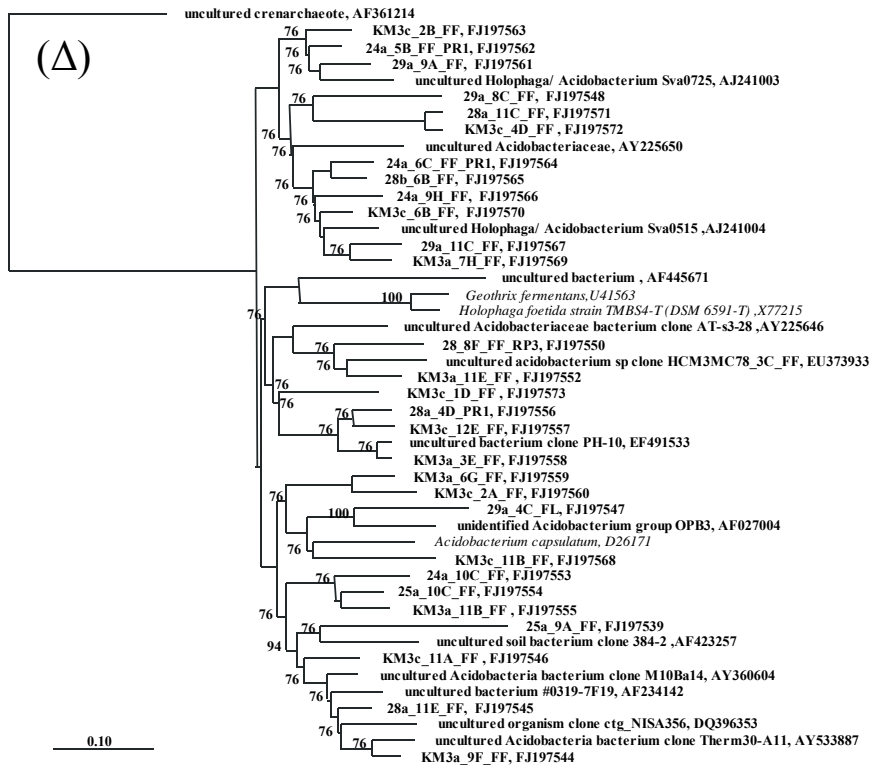 uncultured crenarchaeote, AF361214
(Δ)
76
KM3c_2B_FF, FJ197563
76
24a_5B_FF_PR1, FJ197562
76
29a_9A_FF, FJ197561
uncultured Holophaga/ Acidobacterium Sva0725, AJ241003
76
29a_8C_FF, FJ197548
28a_11C_FF, FJ197571
KM3c_4D_FF , FJ197572
76
76
uncultured Acidobacteriaceae, AY225650
24a_6C_FF_PR1, FJ197564
28b_6B_FF, FJ197565
76
24a_9H_FF, FJ197566
76
KM3c_6B_FF, FJ197570
76
uncultured Holophaga/ Acidobacterium Sva0515 ,AJ241004
76
29a_11C_FF, FJ197567
KM3a_7H_FF, FJ197569
uncultured bacterium , AF445671
100
Geothrix fermentans,U41563
Holophaga foetida strain TMBS4-T (DSM 6591-T) ,X77215
76
uncultured Acidobacteriaceae bacterium clone AT-s3-28 ,AY225646
76
28_8F_FF_RP3, FJ197550
76
uncultured acidobacterium sp clone HCM3MC78_3C_FF, EU373933
KM3a_11E_FF , FJ197552
76
KM3c_1D_FF , FJ197573
76
76
28a_4D_PR1, FJ197556
76
KM3c_12E_FF, FJ197557
76
uncultured bacterium clone PH-10, EF491533
KM3a_3E_FF, FJ197558
KM3a_6G_FF, FJ197559
76
KM3c_2A_FF, FJ197560
100
29a_4C_FL, FJ197547
unidentified Acidobacterium group OPB3, AF027004
76
Acidobacterium capsulatum, D26171
KM3c_11B_FF, FJ197568
76
24a_10C_FF, FJ197553
25a_10C_FF, FJ197554
KM3a_11B_FF , FJ197555
76
76
25a_9A_FF, FJ197539
94
uncultured soil bacterium clone 384-2 ,AF423257
KM3c_11A_FF , FJ197546
76
uncultured Acidobacteria bacterium clone M10Ba14, AY360604
76
uncultured bacterium #0319-7F19, AF234142
28a_11E_FF, FJ197545
76
uncultured organism clone ctg_NISA356, DQ396353
76
uncultured Acidobacteria bacterium clone Therm30-A11, AY533887
KM3a_9F_FF, FJ197544
0.10